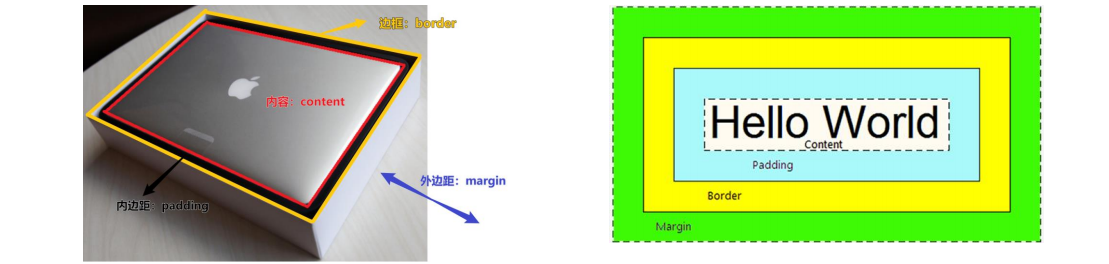 边框：border
内容：content
内边距：padding
外边距：margin
Hello World
Content
Padding
Border
Margin